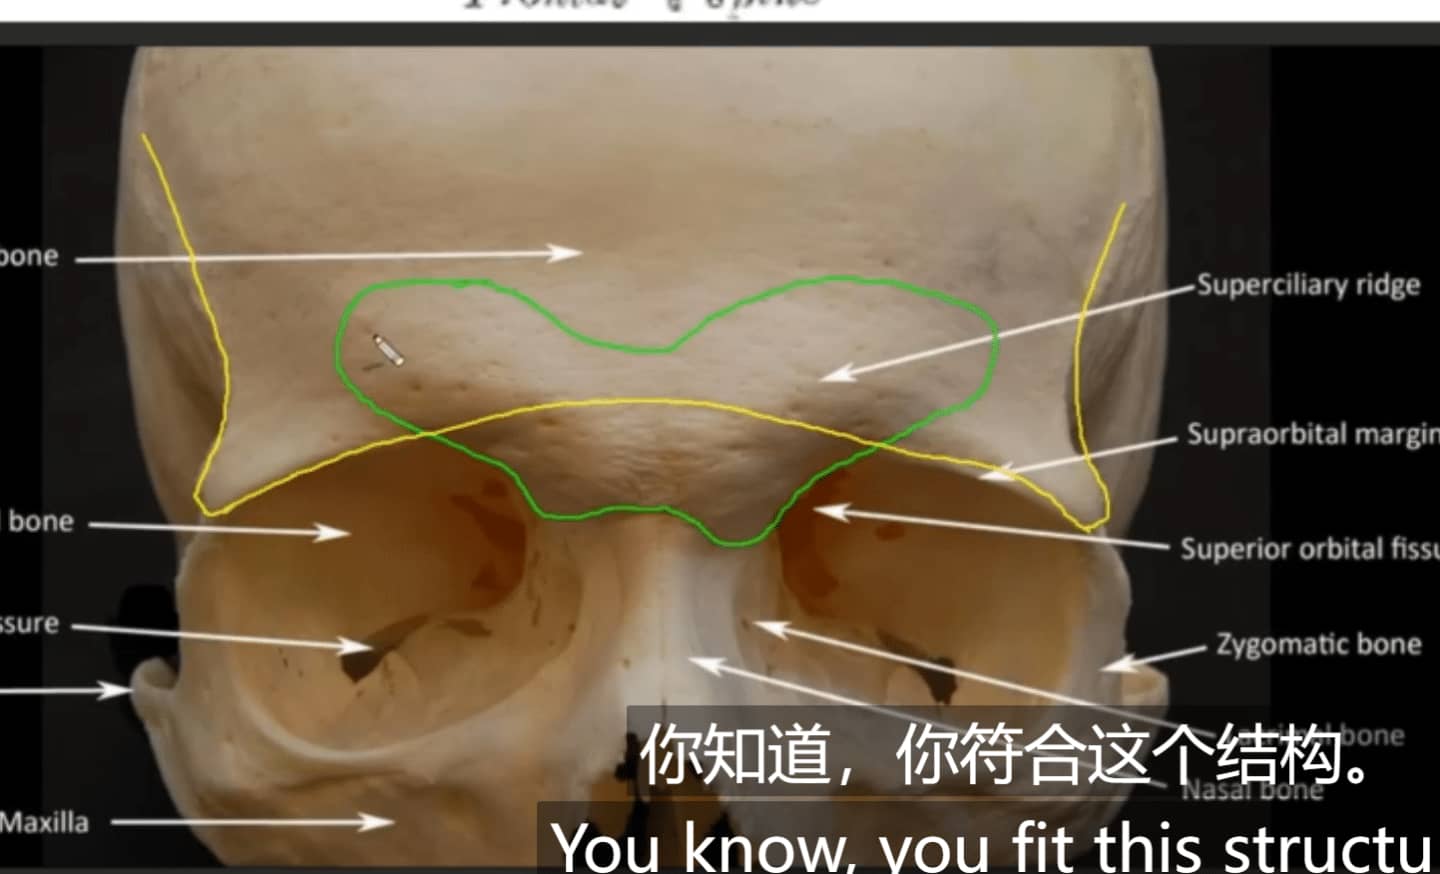 bone
Superciliary ridge
Supraorbital margin
bone
Superior orbital fissu
ssure
Zygomatic bone
bone
你知道，你符合这个结构。
Nasal bone
Maxilla
You know, you fit this structu